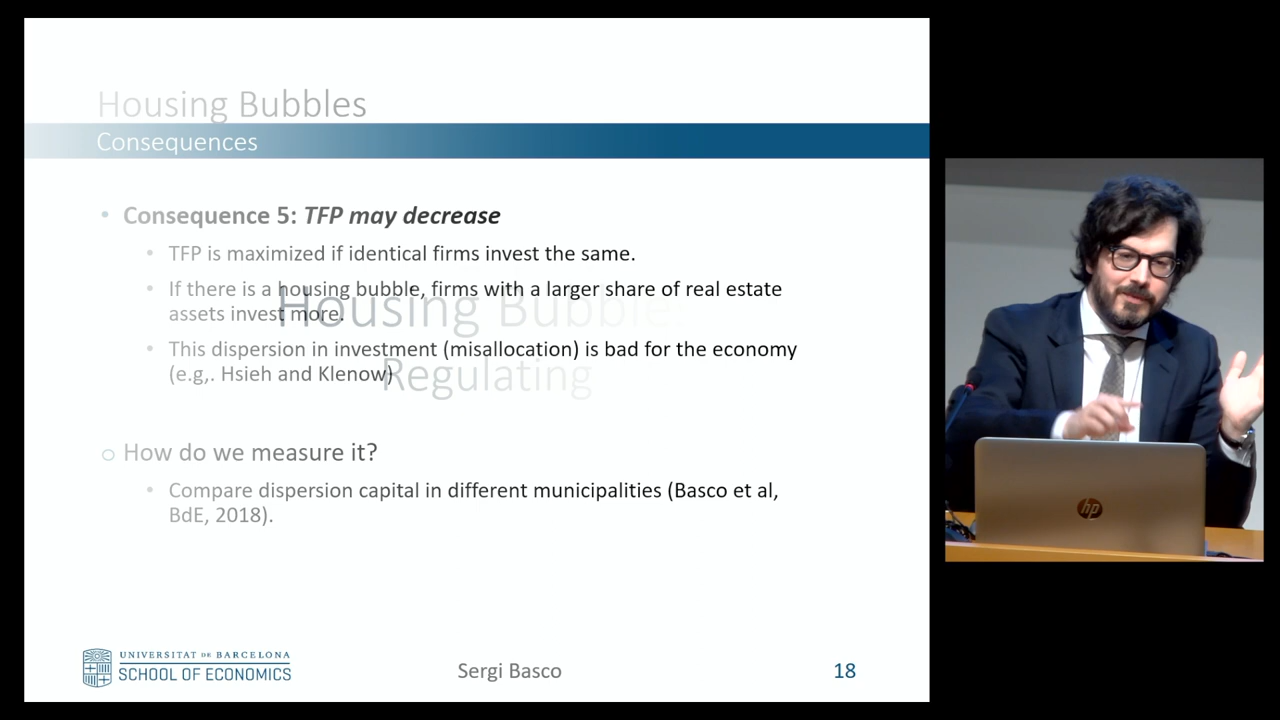 Housing Bubbles
Consequences
• Consequence 5: TFP may decrease
• TFP is maximized if identical firms invest the same.
• If there is a housing bubble, firms with a larger share of real estate
assets invest more.
• This dispersion in investment (misallocation) is bad for the economy
(e.g,. Hsieh and Klenow)
Housing Bubble
Regulating
o How do we measure it?
• Compare dispersion capital in different municipalities (Basco et al,
BdE, 2018).
UNIVERSITAT DE BARCELONA
SCHOOL OF ECONOMICS
Sergi Basco
18
hp